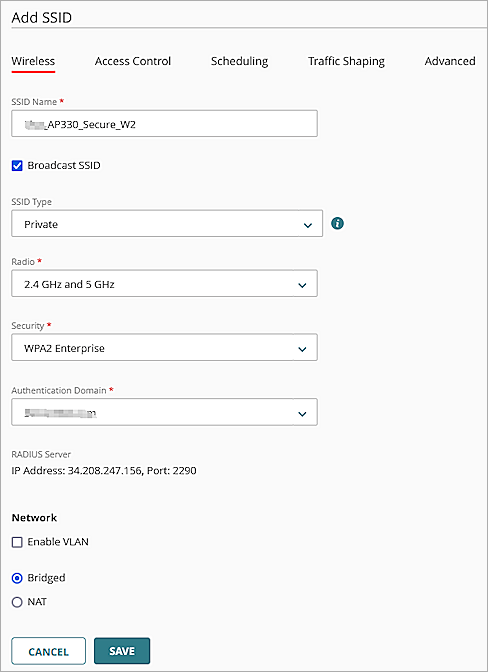 Add SSID
Wireless Access Control Scheduling Traffic Shaping Advanced
SSID Name *
_AP330_Secure_W2
Broadcast SSID
SSID Type
Private
Radio *
2.4 GHz and 5 GHz
Security *
WPA2 Enterprise
Authentication Domain *
RADIUS Server
IP Address: 34.208.247.156, Port: 2290
Network
Enable VLAN
Bridged
NAT
CANCEL SAVE